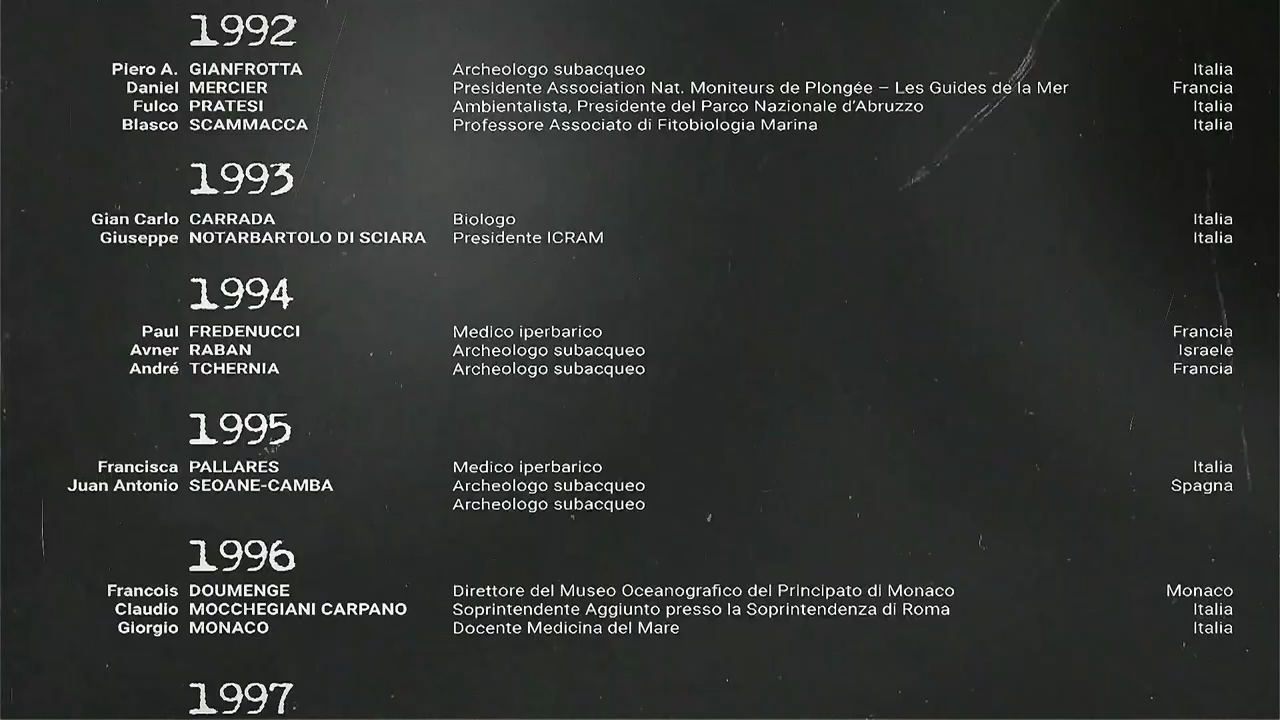 1992
Piero A. GIANFROTTA Archeologo subacqueo Italia
Daniel MERCIER Presidente Association Nat. Moniteurs de Plongée – Les Guides de la Mer Francia
Fulco PRATESI Ambientalista, Presidente del Parco Nazionale d'Abruzzo Italia
Blasco SCAMMACCA Professore Associato di Fitobiologia Marina Italia
1993
Gian Carlo CARRADA Biologo Italia
Giuseppe NOTARBARTOLO DI SCIARA Presidente ICRAM Italia
1994
Paul FREDENUCCI Medico iperbarico Francia
Avner RABAN Archeologo subacqueo Israele
André TCHERNIA Archeologo subacqueo Francia
1995
Francisca PALLARES Medico iperbarico Italia
Juan Antonio SEOANE-CAMBA Archeologo subacqueo Spagna
Archeologo subacqueo
1996
Francois DOUMENGE Direttore del Museo Oceanografico del Principato di Monaco Monaco
Claudio MOCCHEGIANI CARPANO Soprintendente Aggiunto presso la Soprintendenza di Roma Italia
Giorgio MONACO Docente Medicina del Mare Italia
1997